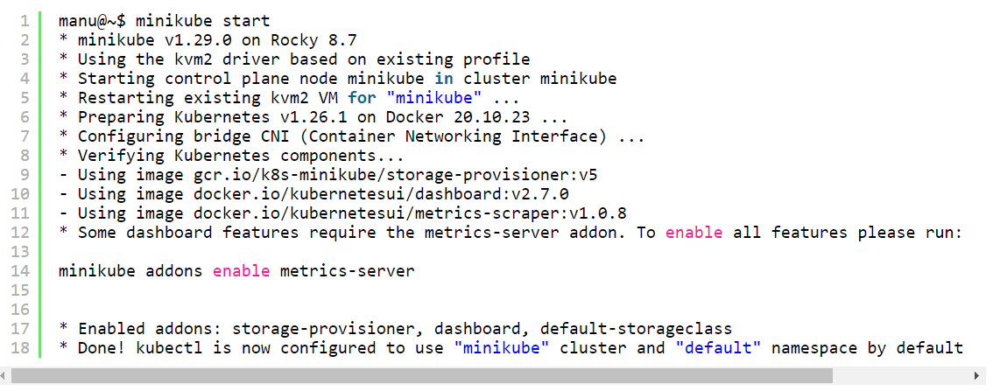 1 manu@~$ minikube start
2 * minikube v1.29.0 on Rocky 8.7
3 * Using the kvm2 driver based on existing profile
4 * Starting control plane node minikube in cluster minikube
5 * Restarting existing kvm2 VM for "minikube" ...
6 * Preparing Kubernetes v1.26.1 on Docker 20.10.23 ...
7 * Configuring bridge CNI (Container Networking Interface) ...
8 * Verifying Kubernetes components...
9 - Using image gcr.io/k8s-minikube/storage-provisioner:v5
10 - Using image docker.io/kubernetesui/dashboard:v2.7.0
11 - Using image docker.io/kubernetesui/metrics-scraper:v1.0.8
12 * Some dashboard features require the metrics-server addon. To enable all features please run:
13
14 minikube addons enable metrics-server
15
16
17 * Enabled addons: storage-provisioner, dashboard, default-storageclass
18 * Done! kubectl is now configured to use "minikube" cluster and "default" namespace by default